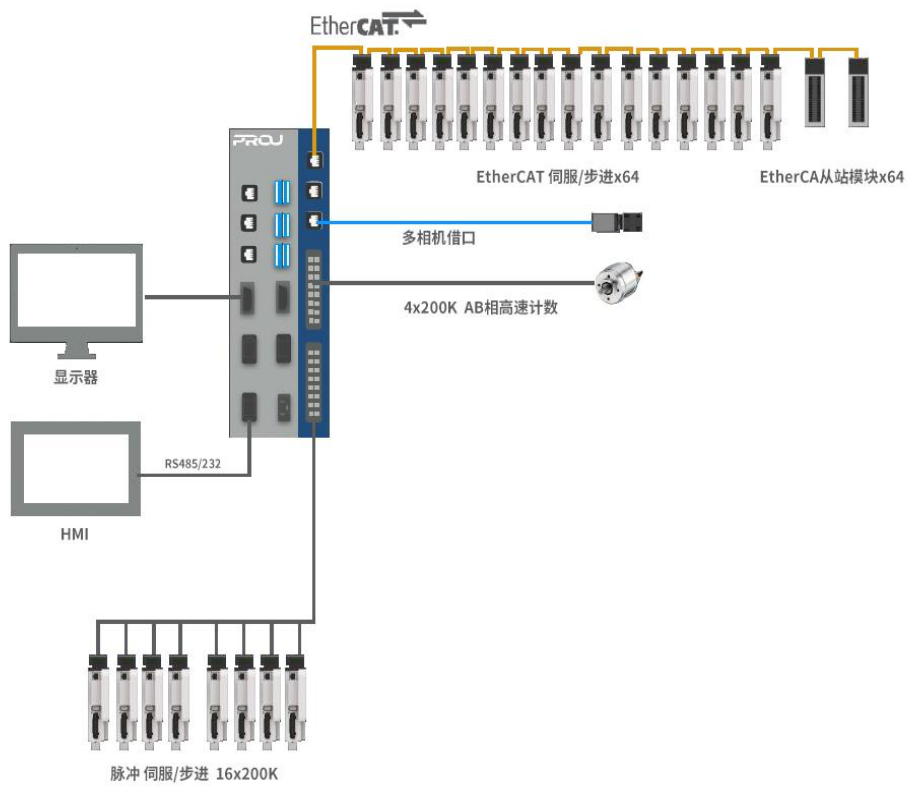 EtherCAT.
PROJ
EtherCAT 伺服/步进x64
EtherCA从站模块x64
多相机借口
4x200K AB相高速计数
显示器
RS485/232
HMI
脉冲 伺服/步进 16x200K